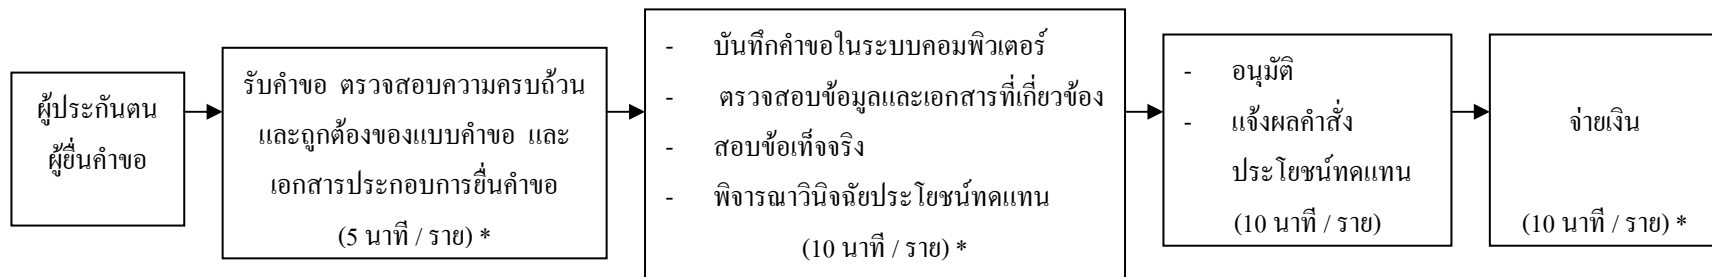 ผู้ประกันตน
ผู้ยื่นคำขอ
รับคำขอ ตรวจสอบความครบถ้วน
และถูกต้องของแบบคำขอ และ
เอกสารประกอบการยื่นคำขอ
(5 นาที / ราย) *
- บันทึกคำขอในระบบคอมพิวเตอร์
- ตรวจสอบข้อมูลและเอกสารที่เกี่ยวข้อง
- สอบข้อเท็จจริง
- พิจารณาวินิจฉัยประโยชน์ทดแทน
(10 นาที / ราย) *
- อนุมัติ
- แจ้งผลคำสั่ง
ประโยชน์ทดแทน
(10 นาที / ราย)
จ่ายเงิน
(10 นาที / ราย) *